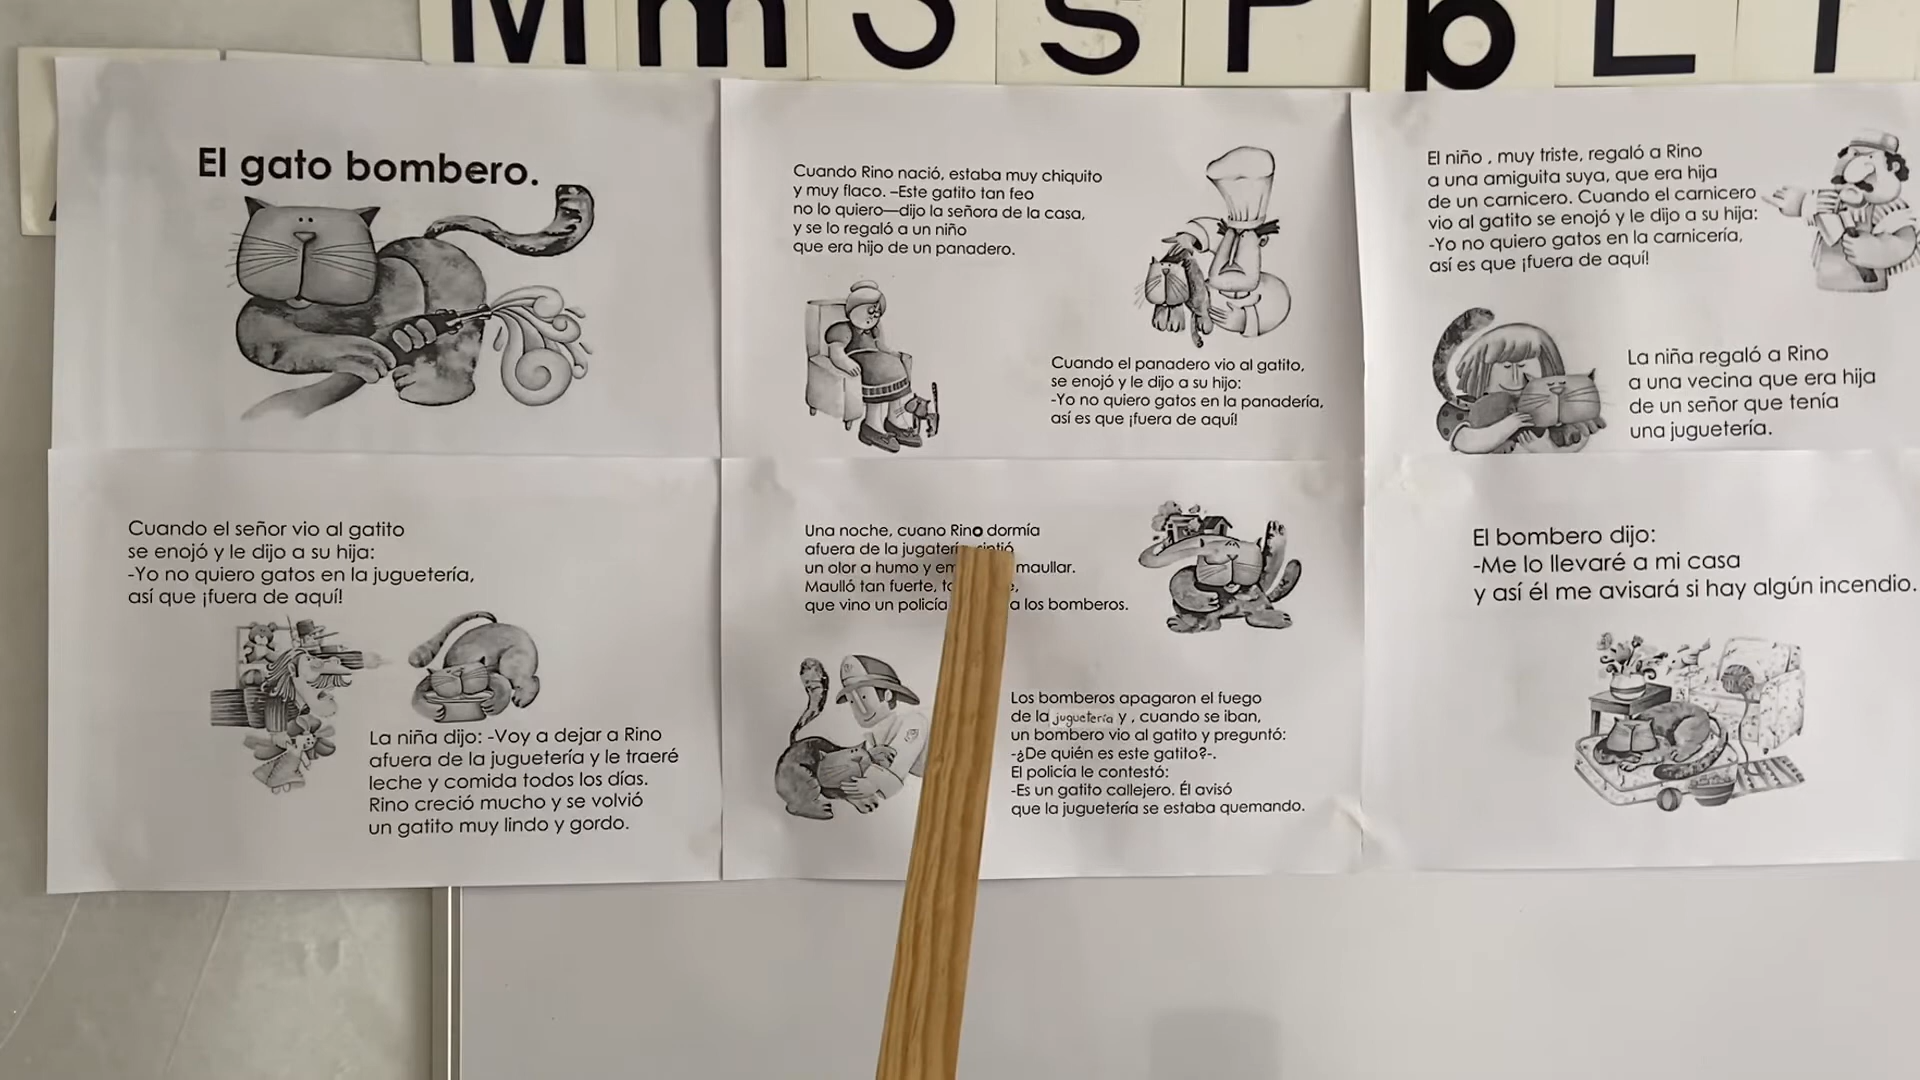 M m S s P b L l
El gato bombero.
Cuando Rino nació, estaba muy chiquito
y muy flaco. –Este gatito tan feo
no lo quiero—dijo la señora de la casa,
y se lo regaló a un niño
que era hijo de un panadero.
Cuando el panadero vio al gatito,
se enojó y le dijo a su hijo:
-Yo no quiero gatos en la panadería,
así es que ¡fuera de aquí!
El niño , muy triste, regaló a Rino
a una amiguita suya, que era hija
de un carnicero. Cuando el carnicero
vio al gatito se enojó y le dijo a su hija:
-Yo no quiero gatos en la carnicería,
así es que ¡fuera de aquí!
La niña regaló a Rino
a una vecina que era hija
de un señor que tenía
una juguetería.
Cuando el señor vio al gatito
se enojó y le dijo a su hija:
-Yo no quiero gatos en la juguetería,
así que ¡fuera de aquí!
La niña dijo: -Voy a dejar a Rino
afuera de la juguetería y le traeré
leche y comida todos los días.
Rino creció mucho y se volvió
un gatito muy lindo y gordo.
Una noche, cuano Rino dormía
afuera de la
un olor a humo y maullar.
Maulló tan fuerte,
que vino un policía a los bomberos.
Los bomberos apagaron el fuego
de la juguetería y , cuando se iban,
un bombero vio al gatito y preguntó:
-¿De quién es este gatito?-.
El policía le contestó:
-Es un gatito callejero. Él avisó
que la juguetería se estaba quemando.
El bombero dijo:
-Me lo llevaré a mi casa
y así él me avisará si hay algún incendio.